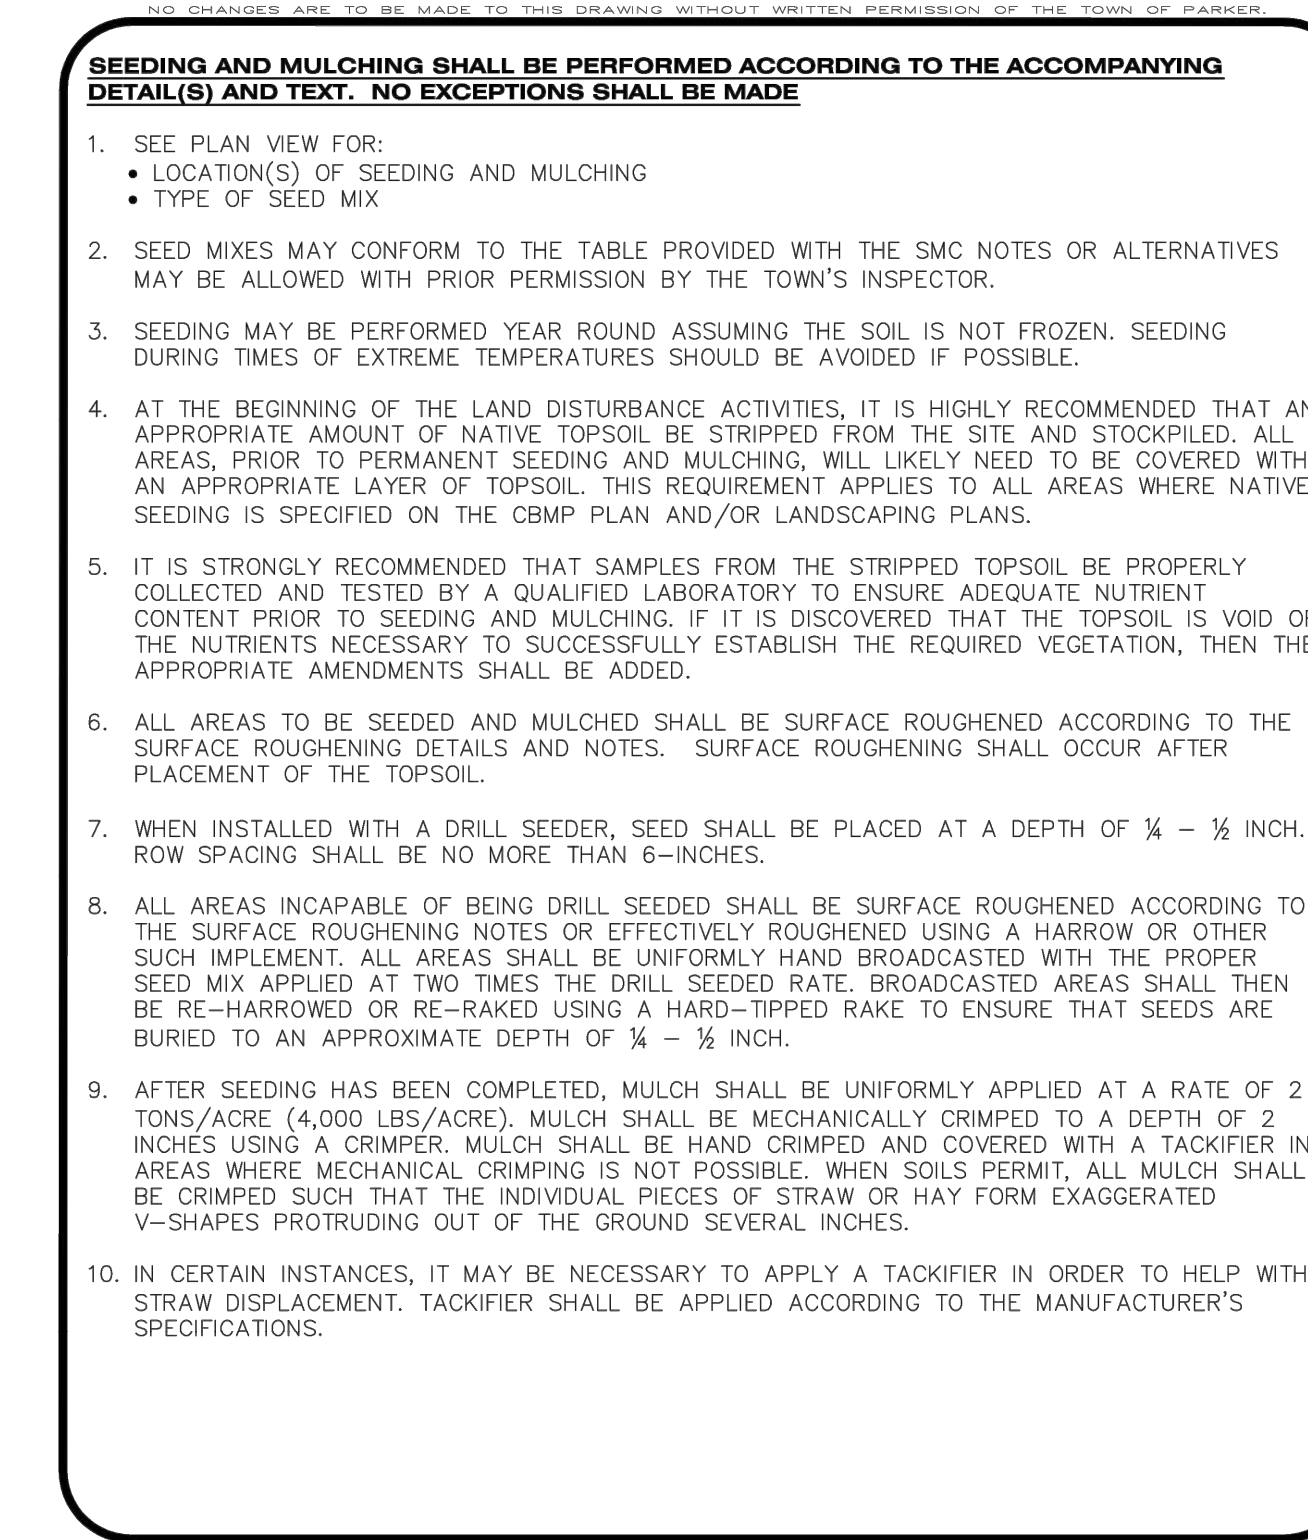 NO CHANGES ARE TO BE MADE TO THIS DRAWING WITHOUT WRITTEN PERMISSION OF THE TOWN OF PARKER.
SEEDING AND MULCHING SHALL BE PERFORMED ACCORDING TO THE ACCOMPANYING
DETAIL(S) AND TEXT. NO EXCEPTIONS SHALL BE MADE
1. SEE PLAN VIEW FOR:
• LOCATION(S) OF SEEDING AND MULCHING
• TYPE OF SEED MIX
2. SEED MIXES MAY CONFORM TO THE TABLE PROVIDED WITH THE SMC NOTES OR ALTERNATIVES
MAY BE ALLOWED WITH PRIOR PERMISSION BY THE TOWN'S INSPECTOR.
3. SEEDING MAY BE PERFORMED YEAR ROUND ASSUMING THE SOIL IS NOT FROZEN. SEEDING
DURING TIMES OF EXTREME TEMPERATURES SHOULD BE AVOIDED IF POSSIBLE.
4. AT THE BEGINNING OF THE LAND DISTURBANCE ACTIVITIES, IT IS HIGHLY RECOMMENDED THAT AN
APPROPRIATE AMOUNT OF NATIVE TOPSOIL BE STRIPPED FROM THE SITE AND STOCKPILED. ALL
AREAS, PRIOR TO PERMANENT SEEDING AND MULCHING, WILL LIKELY NEED TO BE COVERED WITH
AN APPROPRIATE LAYER OF TOPSOIL. THIS REQUIREMENT APPLIES TO ALL AREAS WHERE NATIVE
SEEDING IS SPECIFIED ON THE CBMP PLAN AND/OR LANDSCAPING PLANS.
5. IT IS STRONGLY RECOMMENDED THAT SAMPLES FROM THE STRIPPED TOPSOIL BE PROPERLY
COLLECTED AND TESTED BY A QUALIFIED LABORATORY TO ENSURE ADEQUATE NUTRIENT
CONTENT PRIOR TO SEEDING AND MULCHING. IF IT IS DISCOVERED THAT THE TOPSOIL IS VOID OF
THE NUTRIENTS NECESSARY TO SUCCESSFULLY ESTABLISH THE REQUIRED VEGETATION, THEN THE
APPROPRIATE AMENDMENTS SHALL BE ADDED.
6. ALL AREAS TO BE SEEDED AND MULCHED SHALL BE SURFACE ROUGHENED ACCORDING TO THE
SURFACE ROUGHENING DETAILS AND NOTES. SURFACE ROUGHENING SHALL OCCUR AFTER
PLACEMENT OF THE TOPSOIL.
7. WHEN INSTALLED WITH A DRILL SEEDER, SEED SHALL BE PLACED AT A DEPTH OF ¼ – ½ INCH.
ROW SPACING SHALL BE NO MORE THAN 6–INCHES.
8. ALL AREAS INCAPABLE OF BEING DRILL SEEDED SHALL BE SURFACE ROUGHENED ACCORDING TO
THE SURFACE ROUGHENING NOTES OR EFFECTIVELY ROUGHENED USING A HARROW OR OTHER
SUCH IMPLEMENT. ALL AREAS SHALL BE UNIFORMLY HAND BROADCASTED WITH THE PROPER
SEED MIX APPLIED AT TWO TIMES THE DRILL SEEDED RATE. BROADCASTED AREAS SHALL THEN
BE RE–HARROWED OR RE–RAKED USING A HARD–TIPPED RAKE TO ENSURE THAT SEEDS ARE
BURIED TO AN APPROXIMATE DEPTH OF ¼ – ½ INCH.
9. AFTER SEEDING HAS BEEN COMPLETED, MULCH SHALL BE UNIFORMLY APPLIED AT A RATE OF 2
TONS/ACRE (4,000 LBS/ACRE). MULCH SHALL BE MECHANICALLY CRIMPED TO A DEPTH OF 2
INCHES USING A CRIMPER. MULCH SHALL BE HAND CRIMPED AND COVERED WITH A TACKIFIER IN
AREAS WHERE MECHANICAL CRIMPING IS NOT POSSIBLE. WHEN SOILS PERMIT, ALL MULCH SHALL
BE CRIMPED SUCH THAT THE INDIVIDUAL PIECES OF STRAW OR HAY FORM EXAGGERATED
V–SHAPES PROTRUDING OUT OF THE GROUND SEVERAL INCHES.
10. IN CERTAIN INSTANCES, IT MAY BE NECESSARY TO APPLY A TACKIFIER IN ORDER TO HELP WITH
STRAW DISPLACEMENT. TACKIFIER SHALL BE APPLIED ACCORDING TO THE MANUFACTURER'S
SPECIFICATIONS.